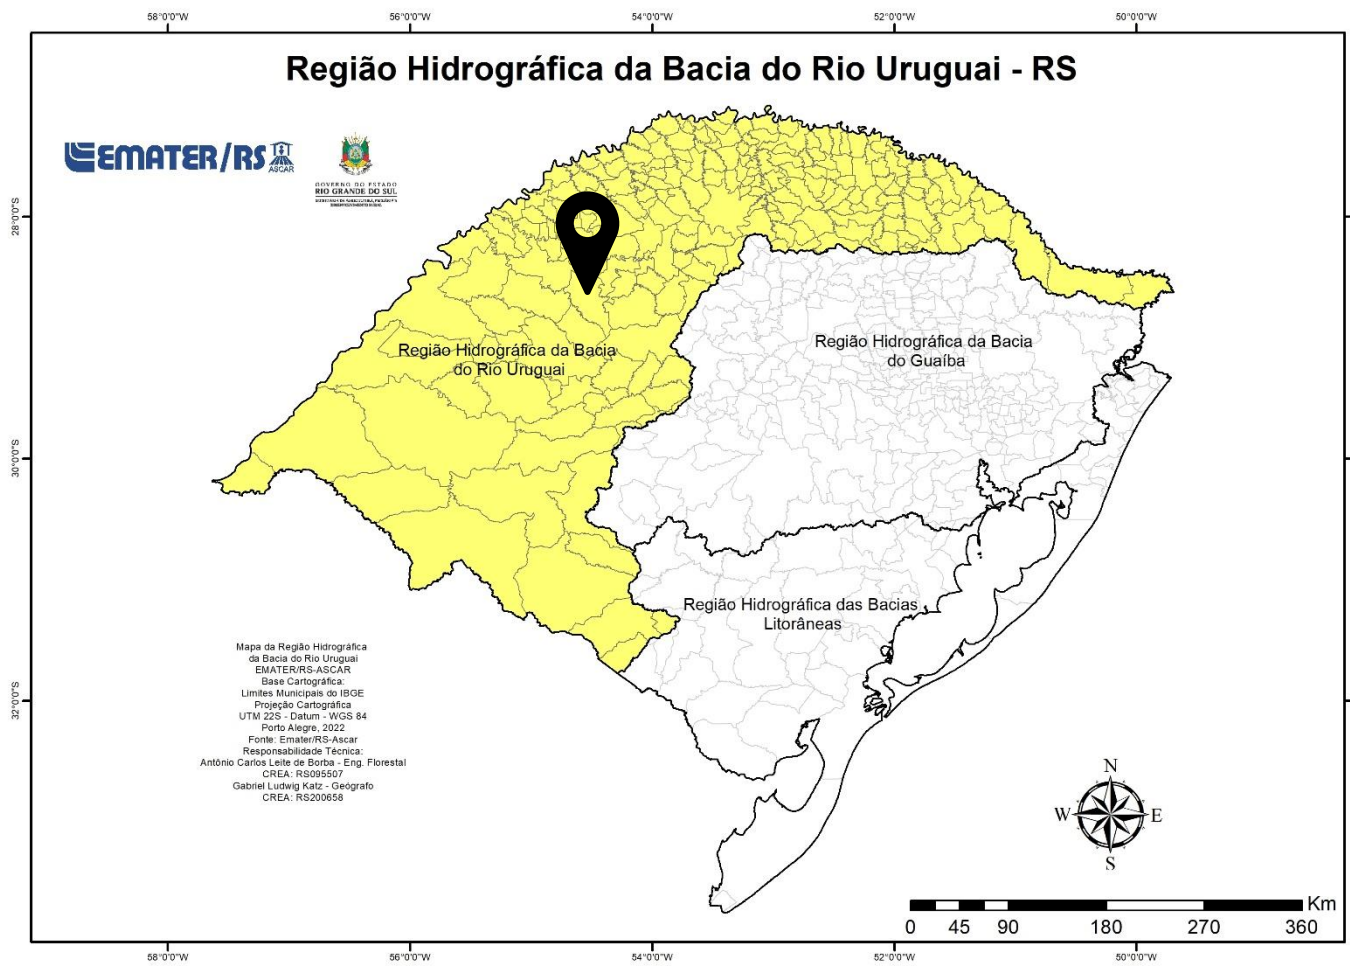 58°0'0"W 56°0'0"W 54°0'0"W 52°0'0"W 50°0'0"W
Região Hidrográfica da Bacia do Rio Uruguai - RS
EMATER/RS
ASCAR
GOVERNO DO ESTADO
RIO GRANDE DO SUL
28°0'0"S
Região Hidrográfica da Bacia
do Rio Uruguai
Região Hidrográfica da Bacia
do Guaíba
30°0'0"S
Região Hidrográfica das Bacias
Litorâneas
32°0'0"S
Mapa da Região Hidrográfica
da Bacia do Rio Uruguai
EMATER/RS-ASCAR
Base Cartográfica:
Limites Municipais do IBGE
Projeção Cartográfica
UTM 22S - Datum - WGS 84
Porto Alegre, 2022
Fonte: Emater/RS-Ascar
Responsabilidade Técnica:
Antônio Carlos Leite de Borba - Eng. Florestal
CREA: RS095507
Gabriel Ludwig Katz - Geógrafo
CREA: RS200658
N
W E
S
Km
0 45 90 180 270 360
58°0'0"W 56°0'0"W 54°0'0"W 52°0'0"W 50°0'0"W